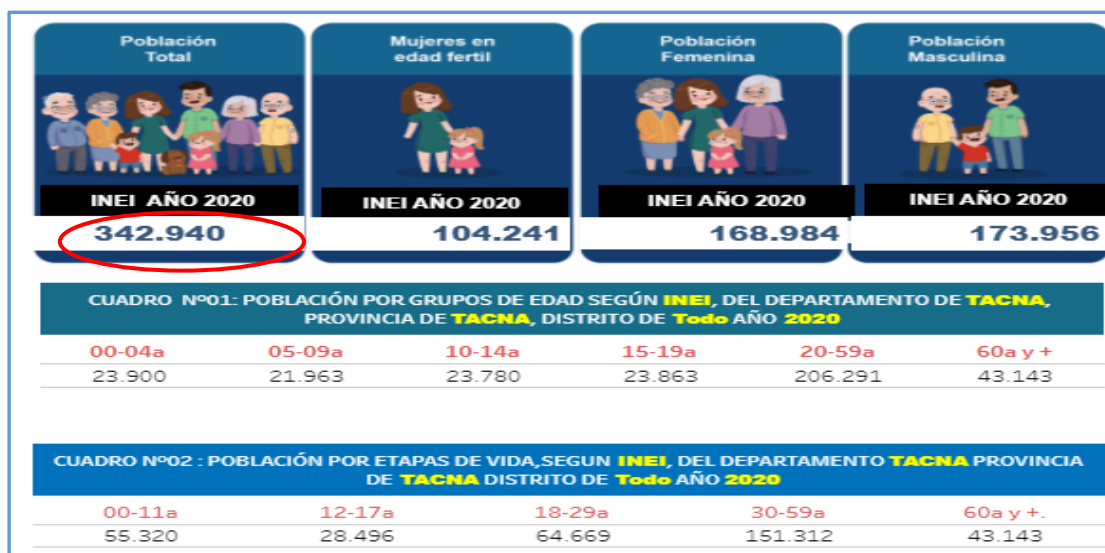 Población
Total
Mujeres en
edad fertil
Población
Femenina
Población
Masculina
INEI AÑO 2020
INEI AÑO 2020
INEI AÑO 2020
INEI AÑO 2020
342.940
104.241
168.984
173.956
CUADRO Nº01: POBLACIÓN POR GRUPOS DE EDAD SEGÚN INEI, DEL DEPARTAMENTO DE TACNA,
PROVINCIA DE TACNA, DISTRITO DE Todo AÑO 2020
00-04a 05-09a 10-14a 15-19a 20-59a 60a y +
23.900 21.963 23.780 23.863 206.291 43.143
CUADRO Nº02 : POBLACIÓN POR ETAPAS DE VIDA,SEGUN INEI, DEL DEPARTAMENTO TACNA PROVINCIA
DE TACNA DISTRITO DE Todo AÑO 2020
00-11a 12-17a 18-29a 30-59a 60a y +.
55.320 28.496 64.669 151.312 43.143